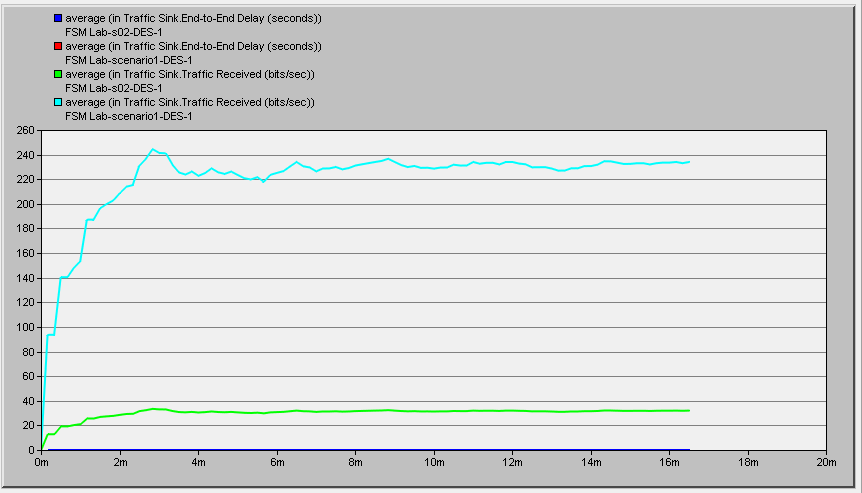 average (in Traffic Sink.End-to-End Delay (seconds))
FSM Lab-s02-DES-1
average (in Traffic Sink.End-to-End Delay (seconds))
FSM Lab-scenario1-DES-1
average (in Traffic Sink.Traffic Received (bits/sec))
FSM Lab-s02-DES-1
average (in Traffic Sink.Traffic Received (bits/sec))
FSM Lab-scenario1-DES-1
260
240
220
200
180
160
140
120
100
80
60
40
20
0
0m 2m 4m 6m 8m 10m 12m 14m 16m 18m 20m